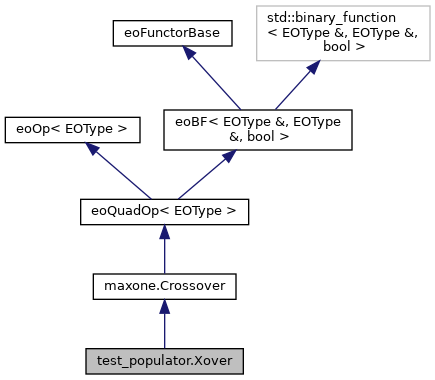 eoFunctorBase
std::binary_function
< EOType &, EOType &,
bool >
eoOp< EOType >
eoBF< EOType &, EOType
&, bool >
eoQuadOp< EOType >
maxone.Crossover
test_populator.Xover